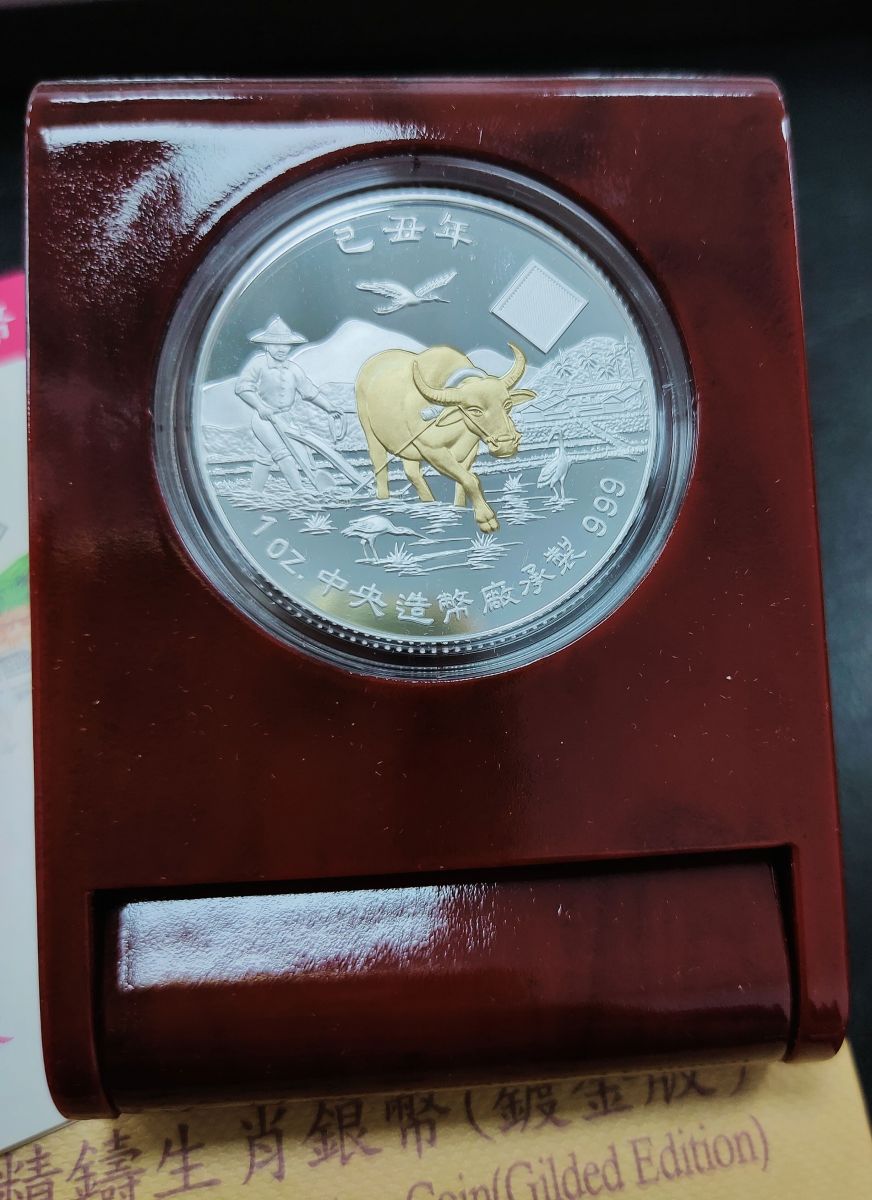 己丑年
1 OZ. 中央造幣廠承製 999
精鑄生肖銀幣(鍍金版)
Coin(Gilded Edition)